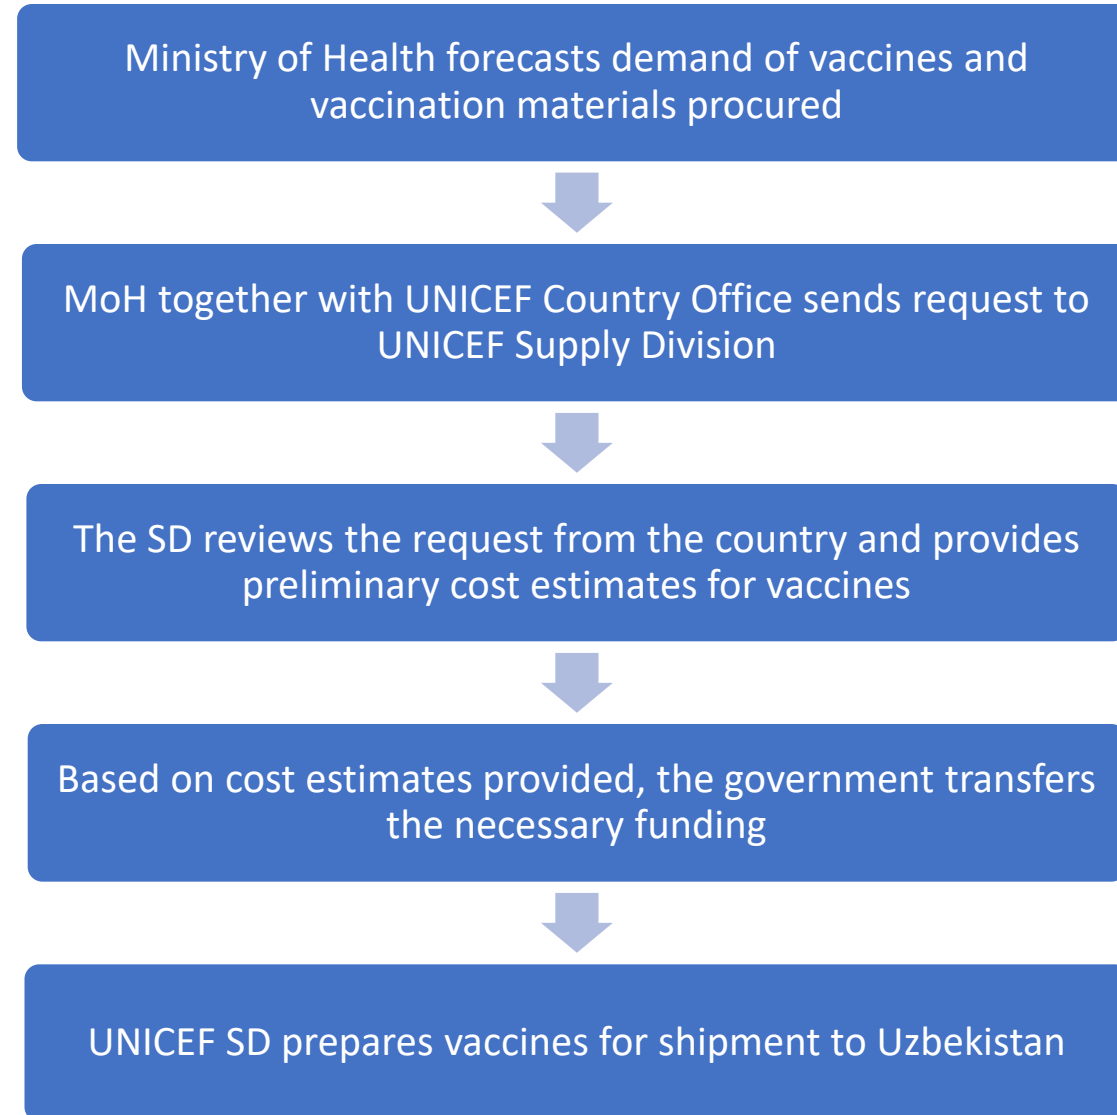 Ministry of Health forecasts demand of vaccines and
vaccination materials procured
MoH together with UNICEF Country Office sends request to
UNICEF Supply Division
The SD reviews the request from the country and provides
preliminary cost estimates for vaccines
Based on cost estimates provided, the government transfers
the necessary funding
UNICEF SD prepares vaccines for shipment to Uzbekistan